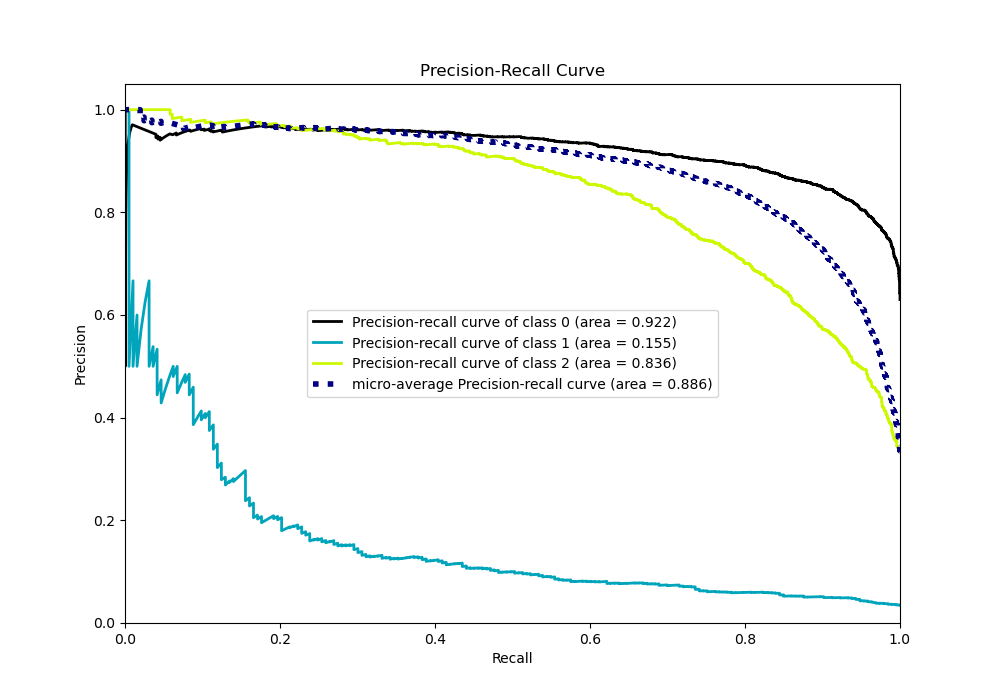 Precision-Recall Curve
1.0
0.8
0.6
0.4
0.2
0.0
Precision
Precision-recall curve of class 0 (area = 0.922)
Precision-recall curve of class 1 (area = 0.155)
Precision-recall curve of class 2 (area = 0.836)
micro-average Precision-recall curve (area = 0.886)
0.0 0.2 0.4 0.6 0.8 1.0
Recall